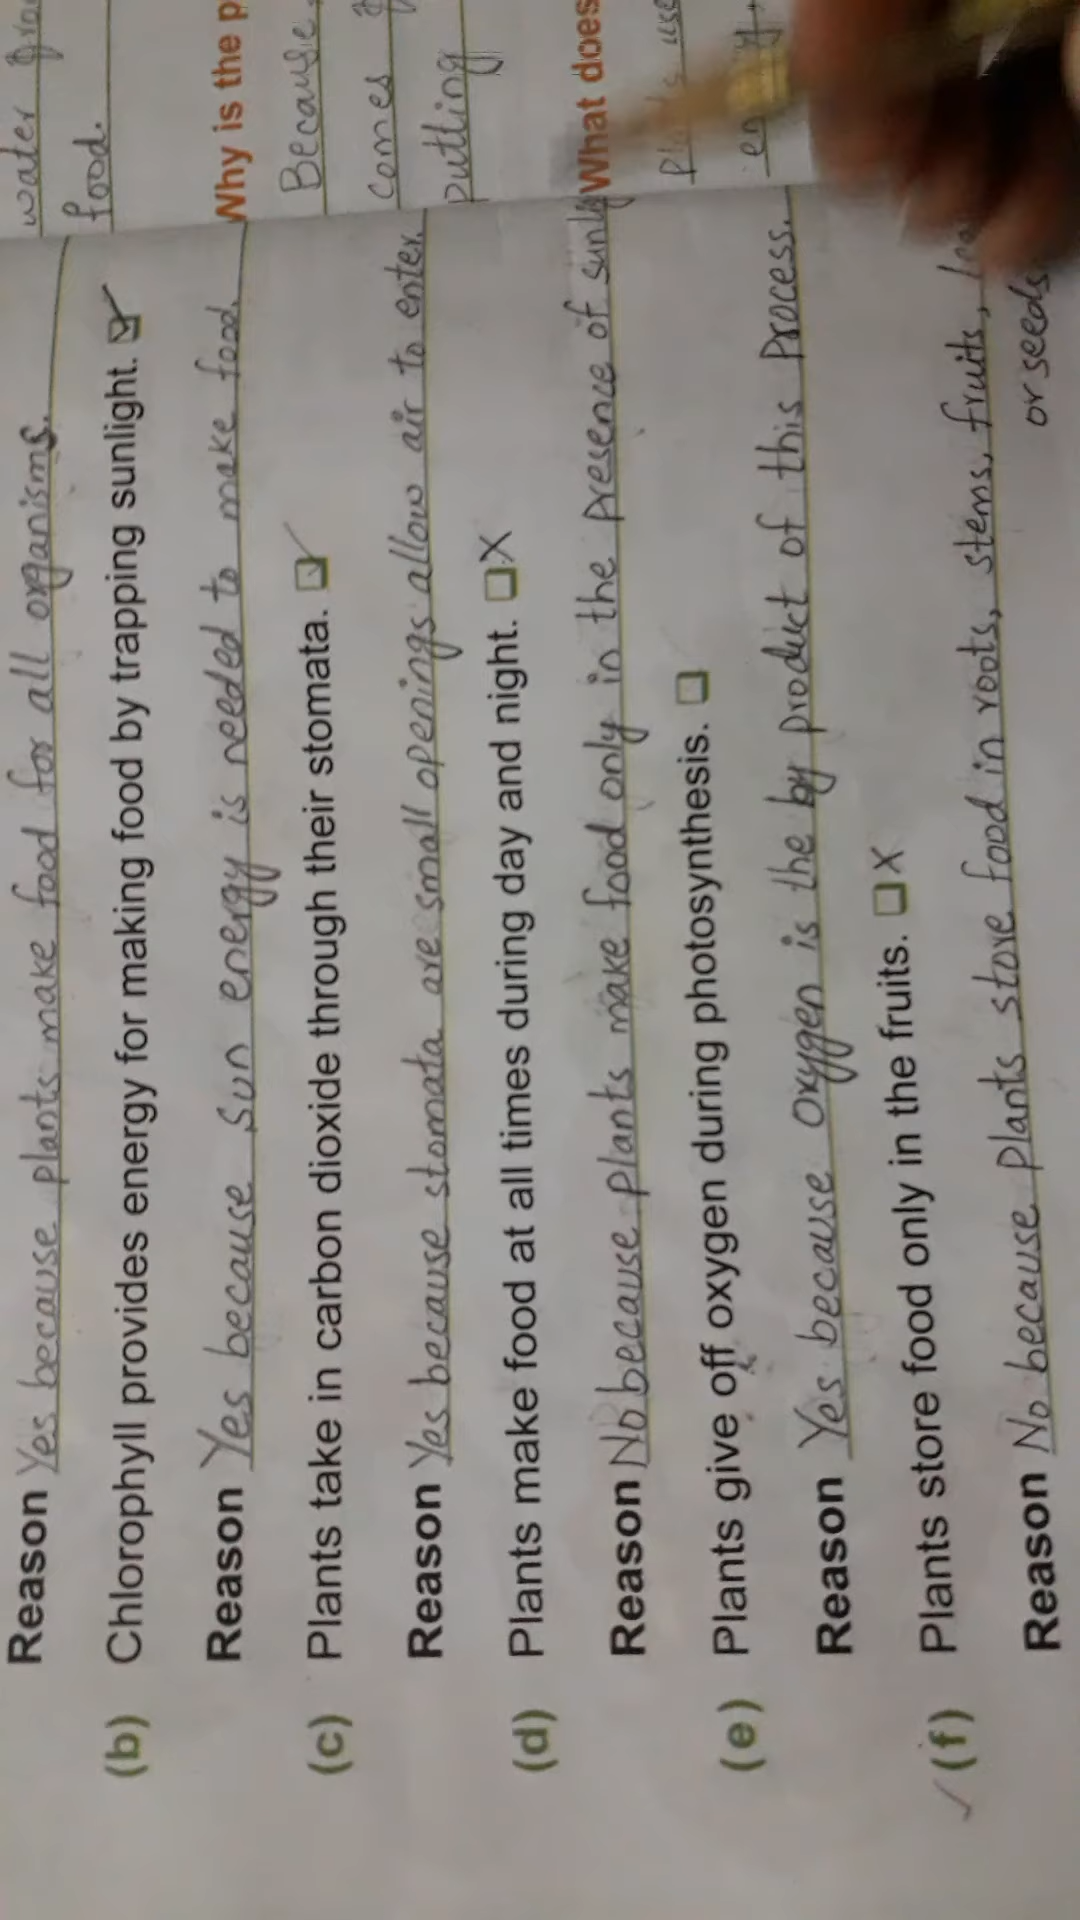 water
food.
Why is the p
Because
comes
putting
What does
Reason Yes because plants make food for all organisms.
(b) Chlorophyll provides energy for making food by trapping sunlight. ☑
Reason Yes because sun energy is needed to make food.
(c) Plants take in carbon dioxide through their stomata. ☑
Reason Yes because stomata are small openings allow air to enter.
(d) Plants make food at all times during day and night. ☐ X
Reason No because plants make food only in the presence of sunl
(e) Plants give off oxygen during photosynthesis. ☐
Reason Yes because oxygen is the by product of this process.
(f) Plants store food only in the fruits. ☐ X
Reason No because plants store food in roots, stems, fruits,
or seeds